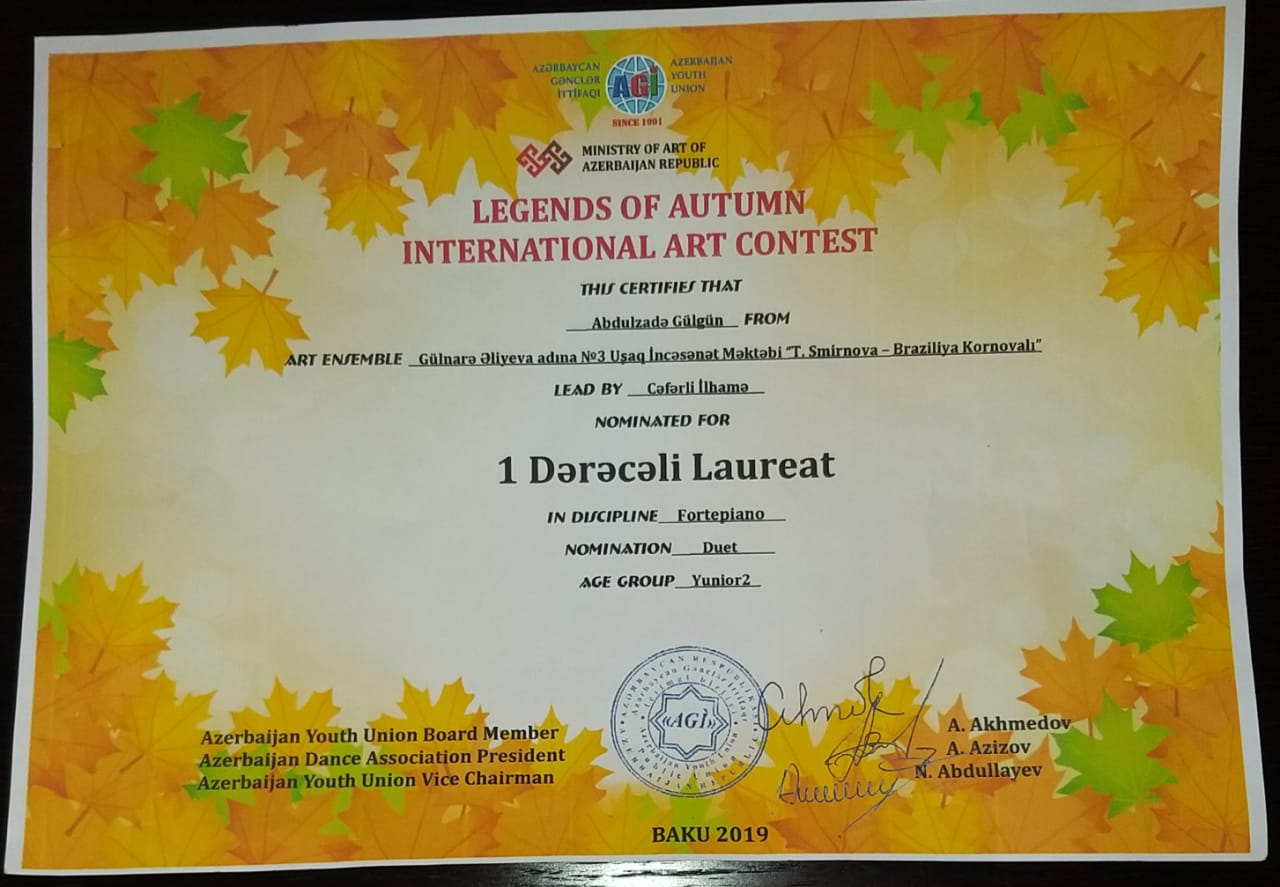 AZƏRBAYCAN
GƏNCLƏR
İTTİFAQI
AGİ
AZERBAIJAN
YOUTH
UNION
SINCE 1991
MINISTRY OF ART OF
AZERBAIJAN REPUBLIC
LEGENDS OF AUTUMN
INTERNATIONAL ART CONTEST
THIS CERTIFIES THAT
Abdulzadə Gülgün FROM
ART ENSEMBLE Gülnarə Əliyeva adına №3 Uşaq İncəsənət Məktəbi "T. Smirnova – Braziliya Kornovalı"
LEAD BY Cəfərli İlhamə
NOMINATED FOR
1 Dərəcəli Laureat
IN DISCIPLINE Fortepiano
NOMINATION Duet
AGE GROUP Yunior2
«AGİ»
Azerbaijan Youth Union Board Member
Azerbaijan Dance Association President
Azerbaijan Youth Union Vice Chairman
A. Akhmedov
A. Azizov
N. Abdullayev
BAKU 2019